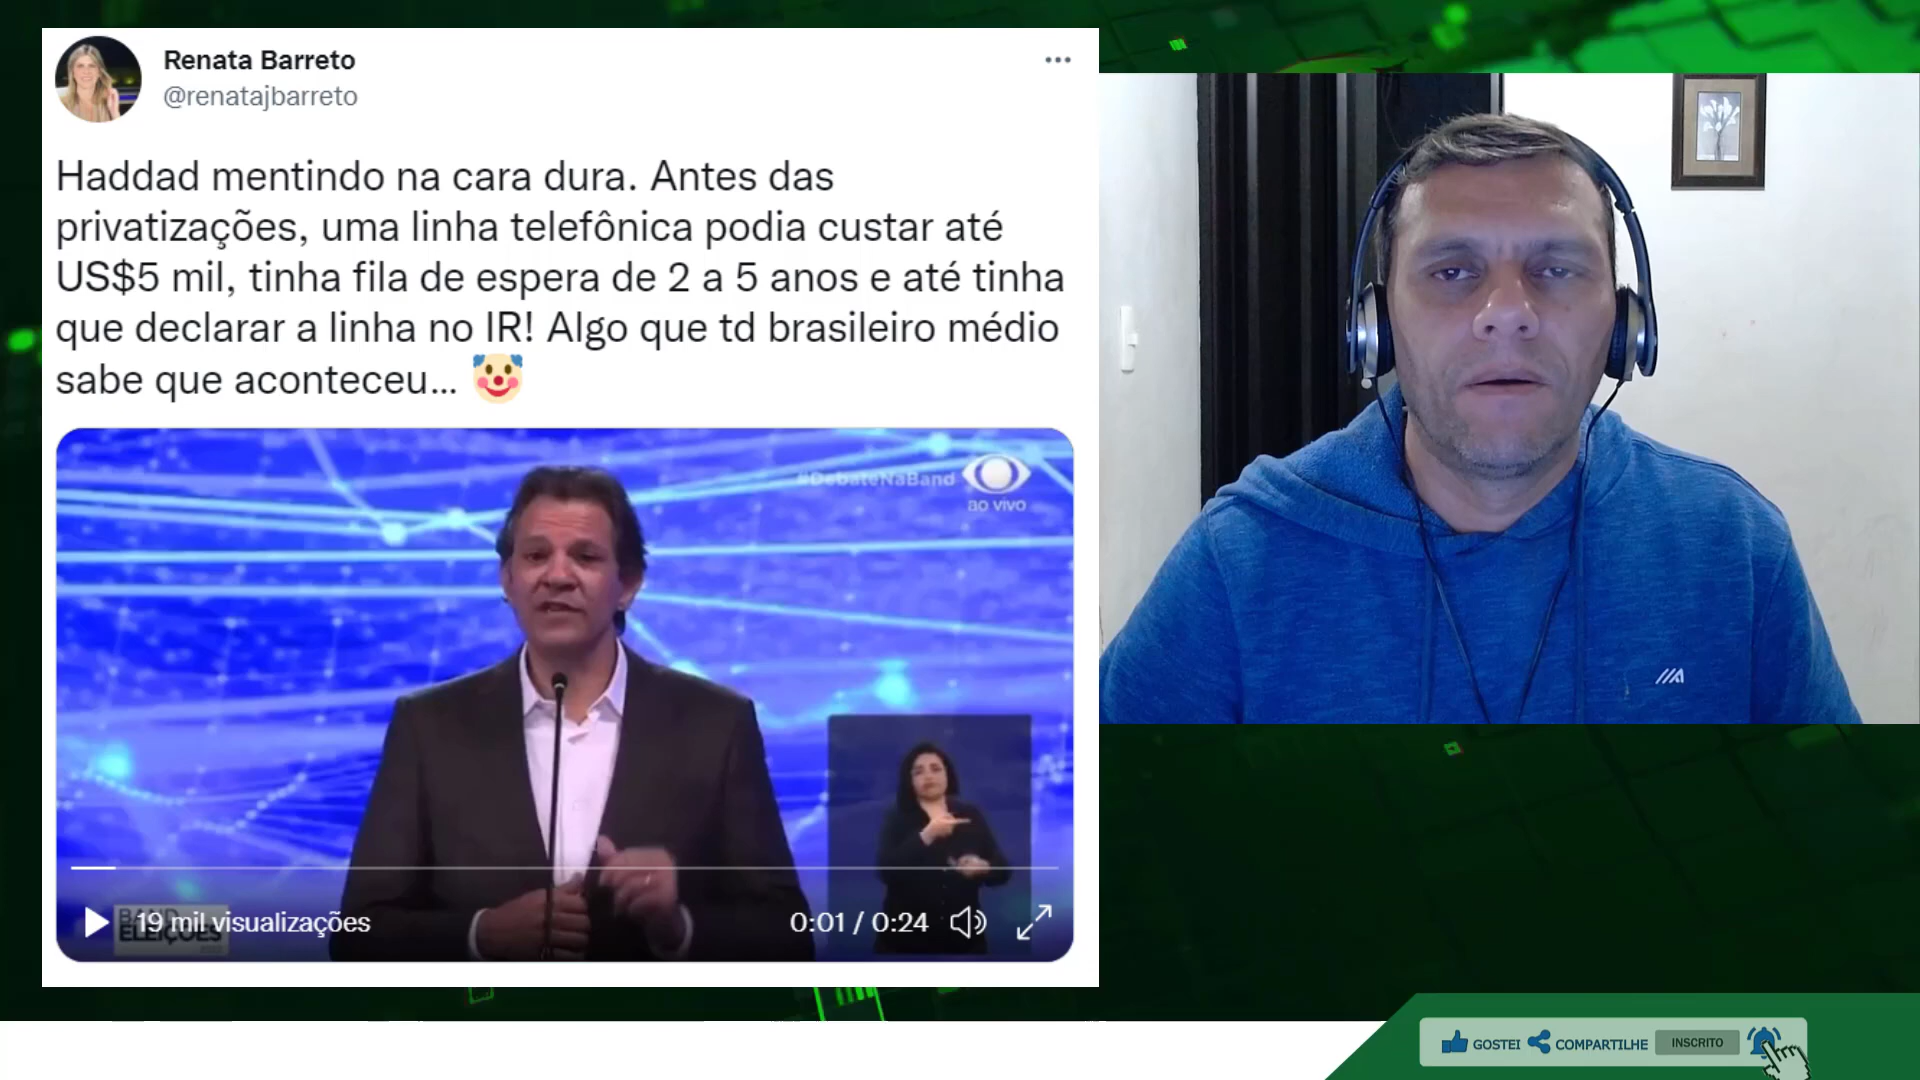 Renata Barreto
@renatajbarreto
Haddad mentindo na cara dura. Antes das
privatizações, uma linha telefônica podia custar até
US$5 mil, tinha fila de espera de 2 a 5 anos e até tinha
que declarar a linha no IR! Algo que td brasileiro médio
sabe que aconteceu...
#DebateNaBand
ao vivo
BAND
ELEIÇÕES
19 mil visualizações
0:01 / 0:24
GOSTEI
COMPARTILHE
INSCRITO